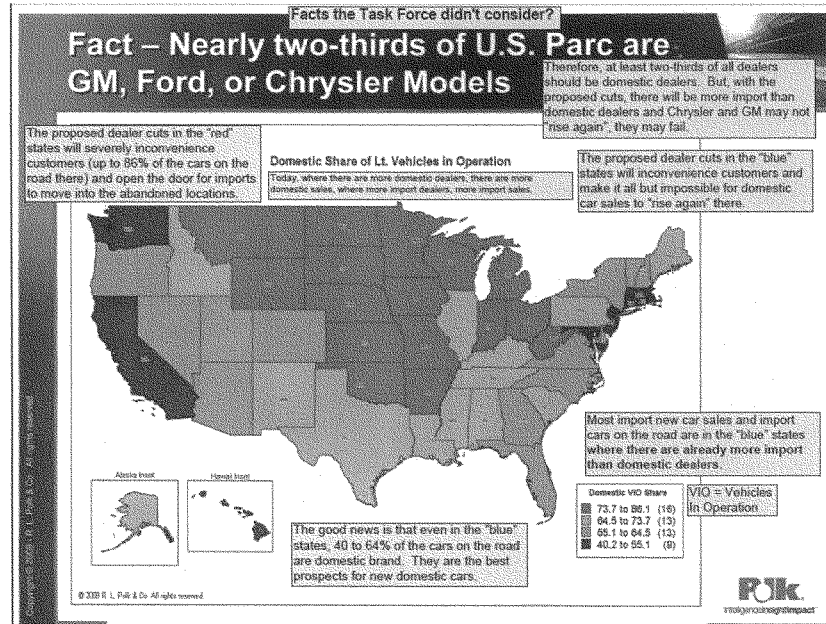 Facts the Task Force didn't consider?
Fact – Nearly two-thirds of U.S. Parc are
GM, Ford, or Chrysler Models
Therefore, at least two-thirds of all dealers
should be domestic dealers. But, with the
proposed cuts, there will be more import than
domestic dealers and Chrysler and GM may not
"rise again", they may fail.
The proposed dealer cuts in the "red"
states will severely inconvenience
customers (up to 86% of the cars on the
road there) and open the door for imports
to move into the abandoned locations.
Domestic Share of Lt. Vehicles in Operation
Today, where there are more domestic dealers, there are more
domestic sales, where more import dealers, more import sales.
The proposed dealer cuts in the "blue"
states will inconvenience customers and
make it all but impossible for domestic
car sales to "rise again" there.
Most import new car sales and import
cars on the road are in the "blue" states
where there are already more import
than domestic dealers.
Alaska Inset
Hawaii Inset
Domestic VIO Share
73.7 to 86.1 (16)
64.5 to 73.7 (13)
55.1 to 64.5 (13)
40.2 to 55.1 (9)
VIO = Vehicles
In Operation
The good news is that even in the "blue"
states, 40 to 64% of the cars on the road
are domestic brand. They are the best
prospects for new domestic cars.
© 2009 R. L. Polk & Co. All rights reserved
Polk
intelligenceinsightimpact